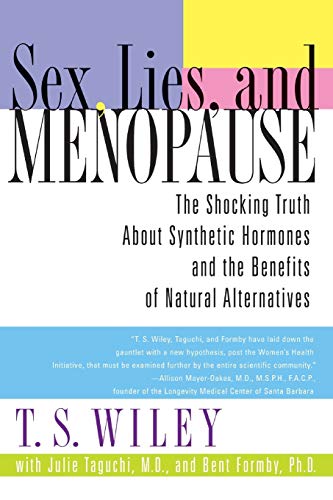 Sex, Lies, and
MENOPAUSE
The Shocking Truth
About Synthetic Hormones
and the Benefits
of Natural Alternatives
"T. S. Wiley, Taguchi, and Formby have laid down the
gauntlet with a new hypothesis, post the Women's Health
Initiative, that must be examined further by the entire scientific community."
—Allison Mayer-Oakes, M.D., M.S.P.H., F.A.C.P.,
founder of the Longevity Medical Center of Santa Barbara
T. S. WILEY
with Julie Taguchi, M.D., and Bent Formby, Ph.D.